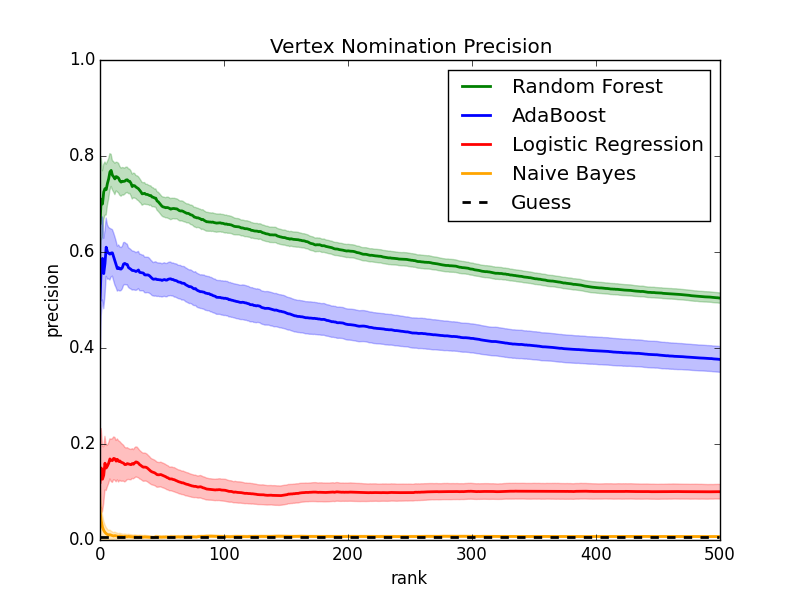 Vertex Nomination Precision
1.0
0.8
0.6
0.4
0.2
0.0
precision
Random Forest
AdaBoost
Logistic Regression
Naive Bayes
Guess
0 100 200 300 400 500
rank